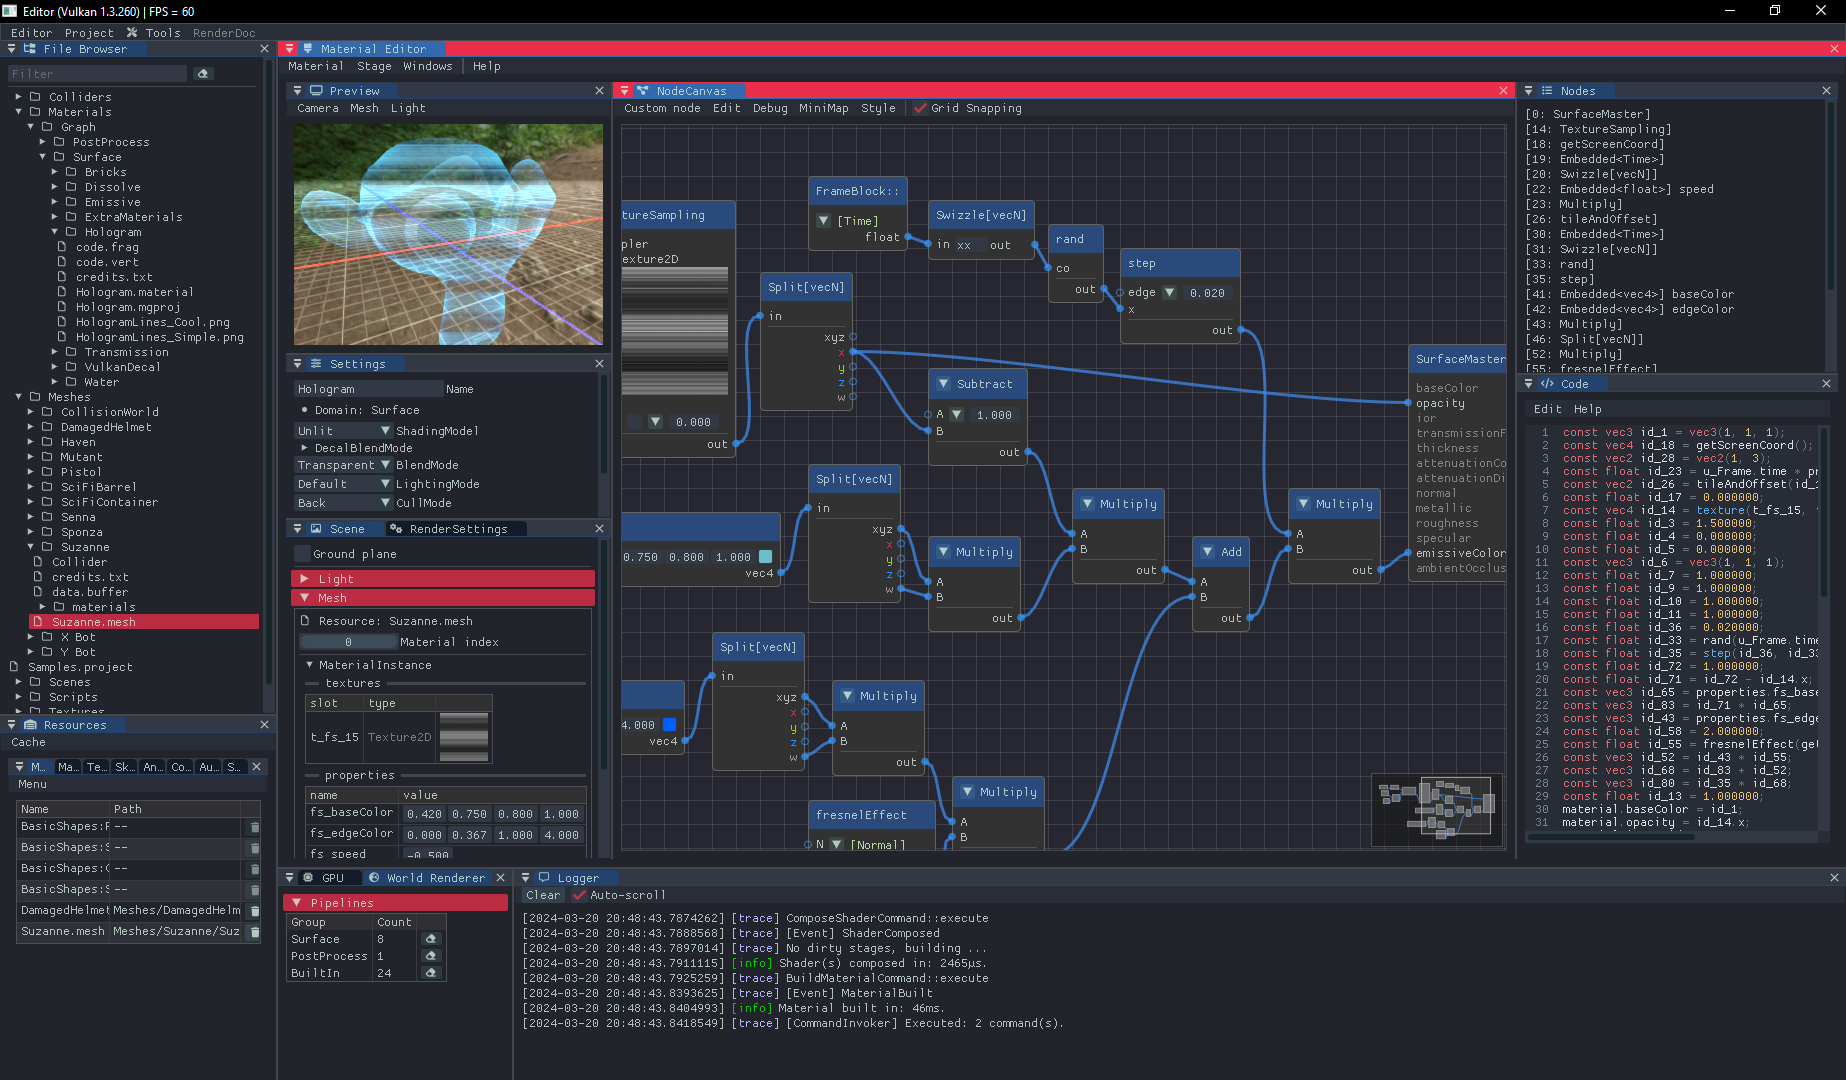 Editor (Vulkan 1.3.260) | FPS = 60
Editor Project Tools RenderDoc
File Browser
Filter
Colliders
Materials
Graph
PostProcess
Surface
Bricks
Dissolve
Emissive
ExtraMaterials
Hologram
code.frag
code.vert
credits.txt
Hologram.material
Hologram.mgproj
HologramLines_Cool.png
HologramLines_Simple.png
Transmission
VulkanDecal
Water
Meshes
CollisionWorld
DamagedHelmet
Haven
Mutant
Pistol
SciFiBarrel
SciFiContainer
Senna
Sponza
Suzanne
Collider
credits.txt
data.buffer
materials
Suzanne.mesh
X Bot
Y Bot
Samples.project
Scenes
Scripts
Textures
Resources
Cache
M... Ma... Te... Sk... An... Co... Au... S...
Menu
Name Path
BasicShapes: --
BasicShapes: --
BasicShapes: --
BasicShapes: --
DamagedHelmet Meshes/DamagedHelm
Suzanne.mesh Meshes/Suzanne/Suz
Material Editor
Material Stage Windows Help
Preview
Camera Mesh Light
Settings
Hologram Name
Domain: Surface
Unlit ShadingModel
DecalBlendMode
Transparent BlendMode
Default LightingMode
Back CullMode
Scene RenderSettings
Ground plane
Light
Mesh
Resource: Suzanne.mesh
0 Material index
MaterialInstance
textures
slot type
t_fs_15 Texture2D
properties
name value
fs_baseColor 0.420 0.750 0.800 1.000
fs_edgeColor 0.000 0.367 1.000 4.000
fs_speed -0.500
NodeCanvas
Custom node Edit Debug MiniMap Style Grid Snapping
tureSampling
pler
exture2D
0.000
out
FrameBlock::
[Time]
float
Swizzle[vecN]
in xx out
rand
co
out
step
edge 0.020
x
out
Split[vecN]
in
xyz
x
y
z
w
Subtract
A 1.000
B
out
SurfaceMaster
baseColor
opacity
ior
transmissionF
thickness
attenuationCo
attenuationDi
normal
metallic
roughness
specular
emissiveColor
ambientOcclus
Split[vecN]
in
xyz
x
y
z
w
0.750 0.800 1.000
vec4
Multiply
A
B
out
Multiply
A
B
out
Add
A
B
out
Multiply
A
B
out
Split[vecN]
in
xyz
x
y
z
w
4.000
vec4
Multiply
A
B
out
Multiply
A
B
fresnelEffect
N [Normal]
Nodes
[0: SurfaceMaster]
[14: TextureSampling]
[18: getScreenCoord]
[19: Embedded<Time>]
[20: Swizzle[vecN]]
[22: Embedded<float>] speed
[23: Multiply]
[26: tileAndOffset]
[30: Embedded<Time>]
[31: Swizzle[vecN]]
[33: rand]
[35: step]
[41: Embedded<vec4>] baseColor
[42: Embedded<vec4>] edgeColor
[43: Multiply]
[46: Split[vecN]]
[52: Multiply]
[55: fresnelEffect]
Code
Edit Help
1 const vec3 id_1 = vec3(1, 1, 1);
2 const vec4 id_18 = getScreenCoord();
3 const vec2 id_28 = vec2(1, 3);
4 const float id_23 = u_Frame.time * pr
5 const vec2 id_26 = tileAndOffset(id_
6 const float id_17 = 0.000000;
7 const vec4 id_14 = texture(t_fs_15,
8 const float id_3 = 1.500000;
9 const float id_4 = 0.000000;
10 const float id_5 = 0.000000;
11 const vec3 id_6 = vec3(1, 1, 1);
12 const float id_7 = 1.000000;
13 const float id_9 = 1.000000;
14 const float id_10 = 1.000000;
15 const float id_11 = 1.000000;
16 const float id_36 = 0.020000;
17 const float id_33 = rand(u_Frame.time
18 const float id_35 = step(id_36, id_33
19 const float id_72 = 1.000000;
20 const float id_71 = id_72 - id_14.x;
21 const vec3 id_65 = properties.fs_base
22 const vec3 id_83 = id_71 * id_65;
23 const vec3 id_43 = properties.fs_edge
24 const float id_58 = 2.000000;
25 const float id_55 = fresnelEffect(ge
26 const vec3 id_52 = id_43 * id_55;
27 const vec3 id_68 = id_83 + id_52;
28 const vec3 id_80 = id_35 * id_68;
29 const float id_13 = 1.000000;
30 material.baseColor = id_1;
31 material.opacity = id_14.x;
GPU World Renderer
Pipelines
Group Count
Surface 8
PostProcess 1
BuiltIn 24
Logger
Clear Auto-scroll
[2024-03-20 20:48:43.7874262] [trace] ComposeShaderCommand::execute
[2024-03-20 20:48:43.7888568] [trace] [Event] ShaderComposed
[2024-03-20 20:48:43.7897014] [trace] No dirty stages, building ...
[2024-03-20 20:48:43.7911115] [info] Shader(s) composed in: 2465µs.
[2024-03-20 20:48:43.7925259] [trace] BuildMaterialCommand::execute
[2024-03-20 20:48:43.8393625] [trace] [Event] MaterialBuilt
[2024-03-20 20:48:43.8404993] [info] Material built in: 46ms.
[2024-03-20 20:48:43.8418549] [trace] [CommandInvoker] Executed: 2 command(s).